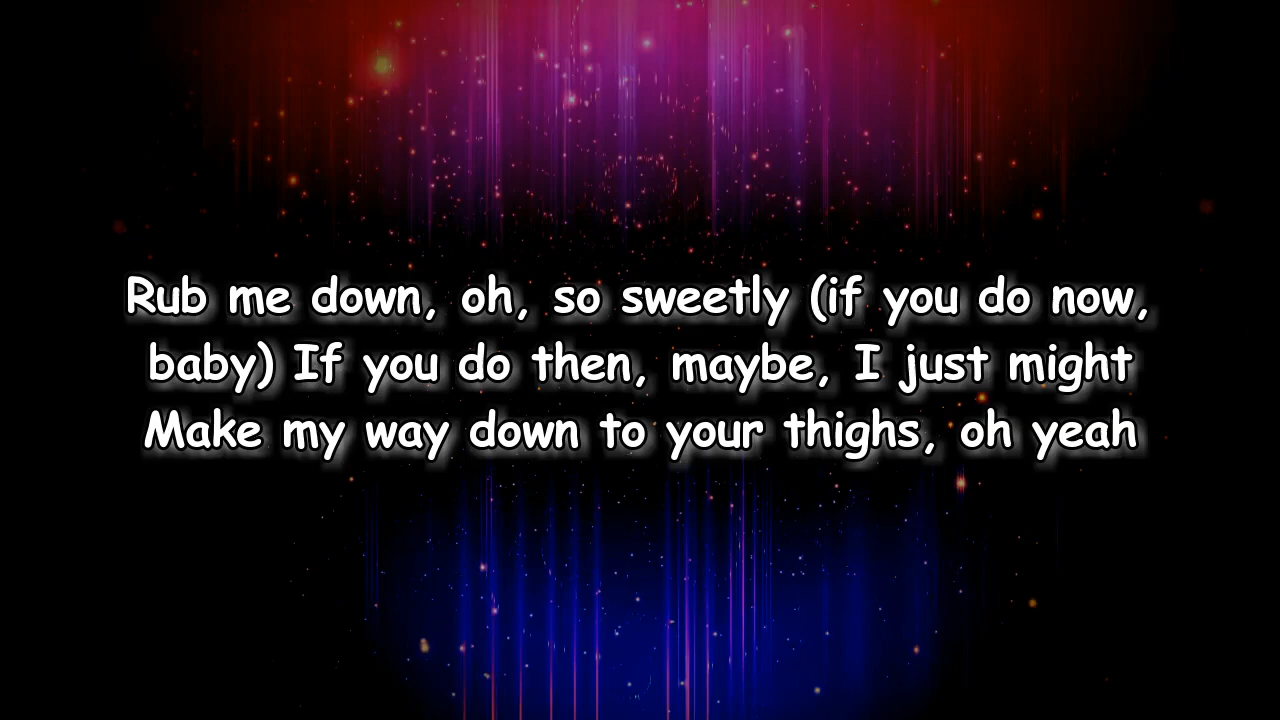 Rub me down, oh, so sweetly (if you do now,
baby) If you do then, maybe, I just might
Make my way down to your thighs, oh yeah